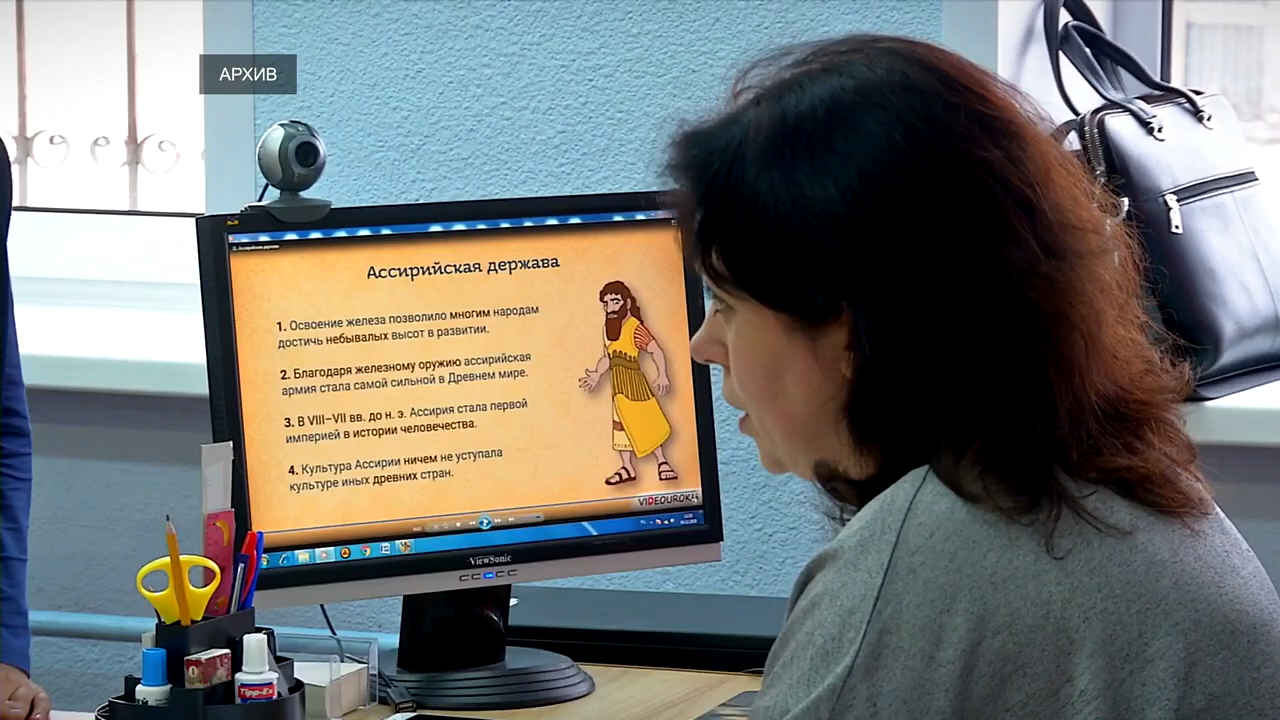 АРХИВ
Ассирийская держава
1. Освоение железа позволило многим народам
достичь небывалых высот в развитии.
2. Благодаря железному оружию ассирийская
армия стала самой сильной в Древнем мире.
3. В VIII–VII вв. до н. э. Ассирия стала первой
империей в истории человечества.
4. Культура Ассирии ничем не уступала
культуре иных древних стран.
VIDEOUROKI
ViewSonic
Tipp-Ex